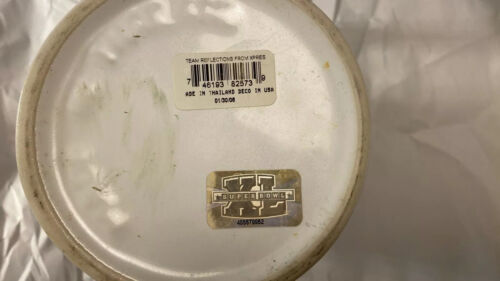 TEAM REFLECTIONS FROM XPRES
7 46193 82573 9
ADE IN THAILAND DECO IN USA
01/30/06
XL
SUPER BOWL